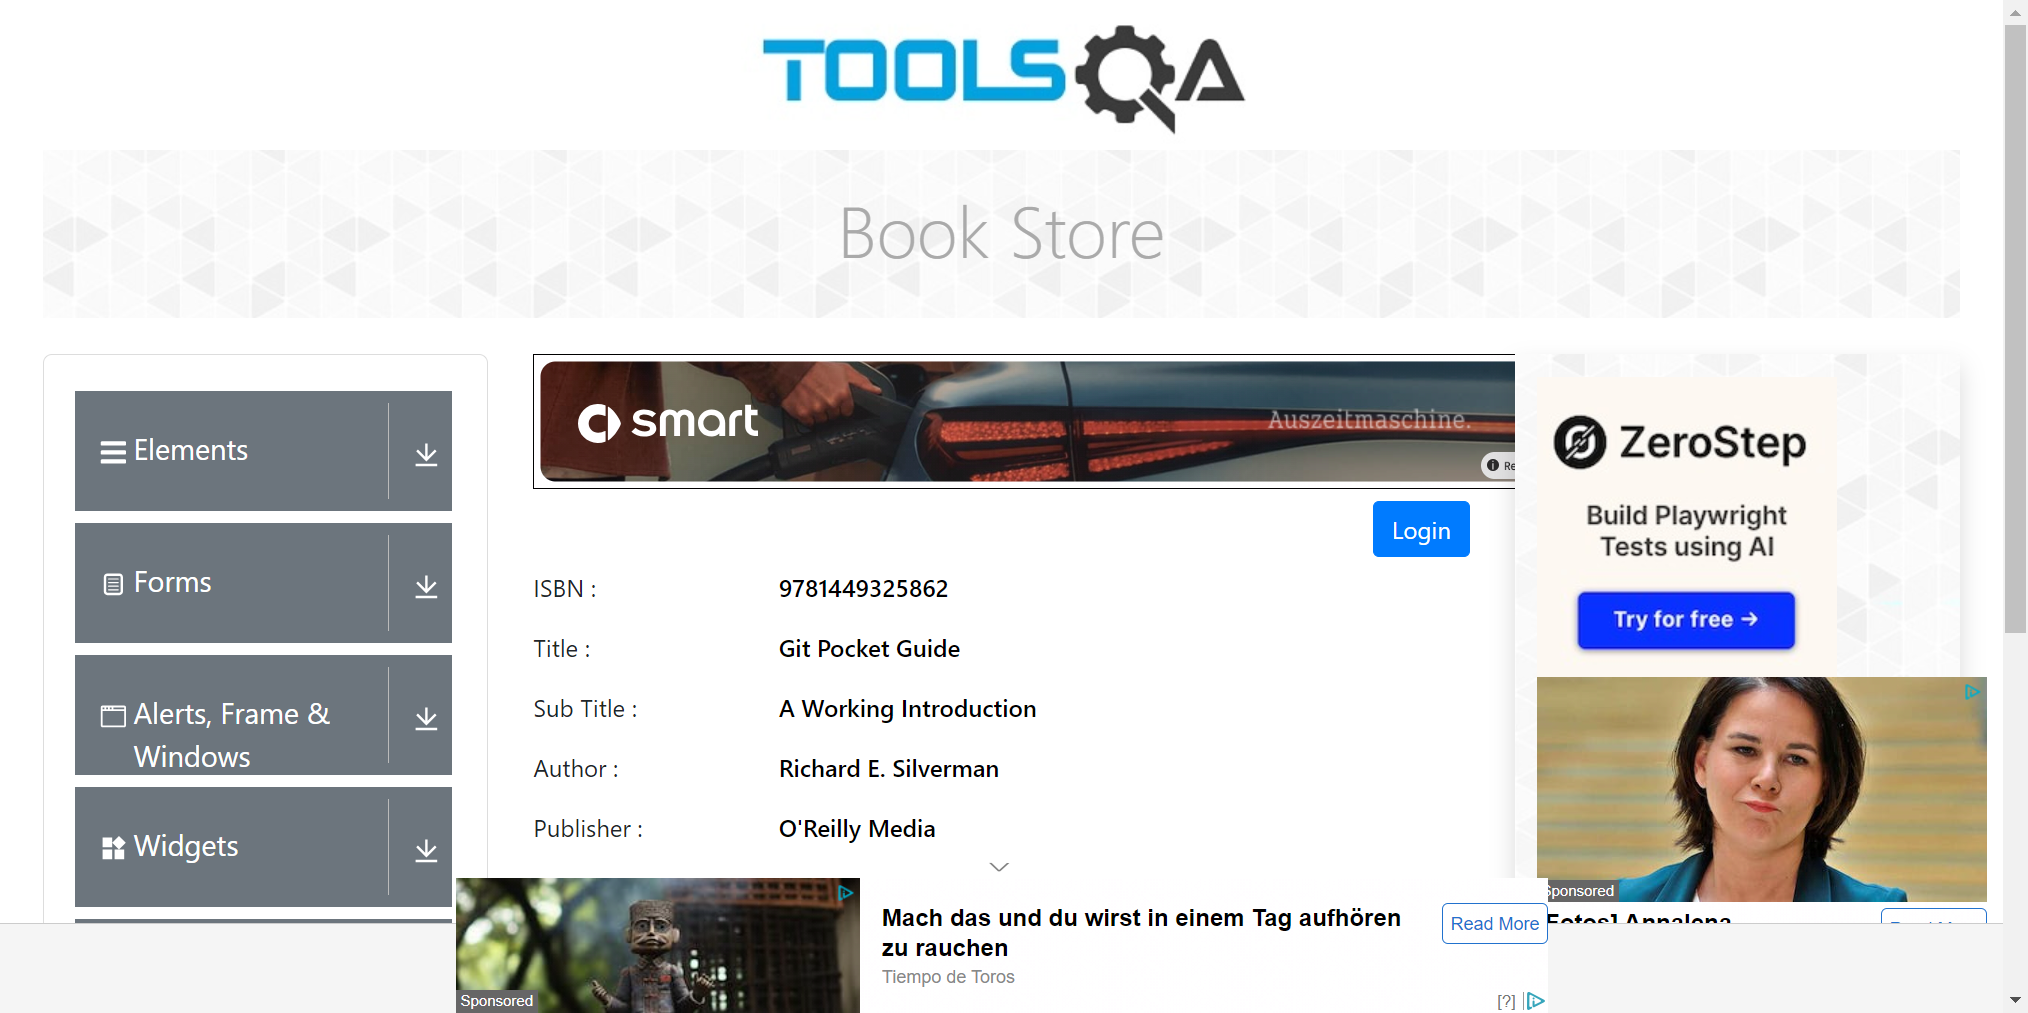 TOOLSQA
Book Store
Elements
Forms
Alerts, Frame &
Windows
Widgets
smart
Auszeitmaschine.
Re
Login
ISBN :
9781449325862
Title :
Git Pocket Guide
Sub Title :
A Working Introduction
Author :
Richard E. Silverman
Publisher :
O'Reilly Media
ZeroStep
Build Playwright
Tests using AI
Try for free →
Sponsored
Sponsored
Mach das und du wirst in einem Tag aufhören
zu rauchen
Tiempo de Toros
Read More
[?]